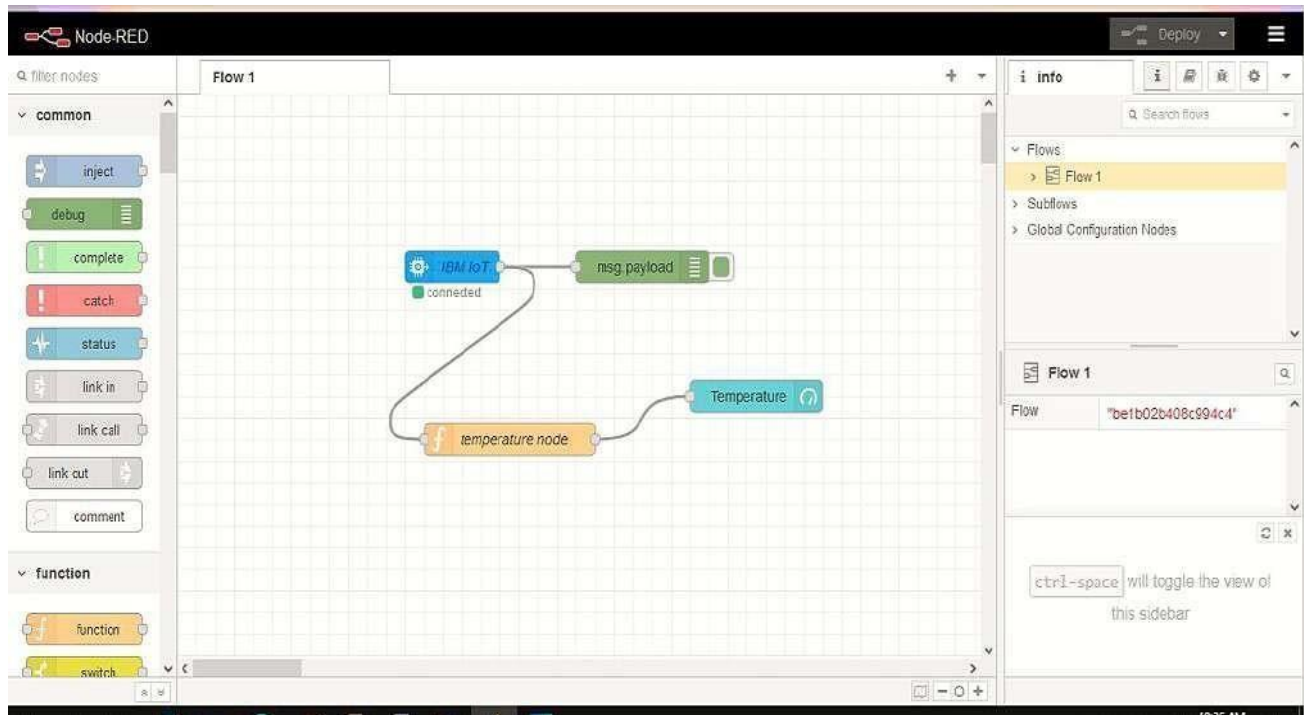 Node-RED
Deploy
filter nodes
Flow 1
i info
common
Search flows
inject
debug
complete
catch
status
link in
link call
link out
comment
function
function
switch
IBM IoT
connected
msg.payload
temperature node
Temperature
Flows
Flow 1
Subflows
Global Configuration Nodes
Flow 1
Flow "be1b02b408c994c4"
ctrl-space will toggle the view of
this sidebar